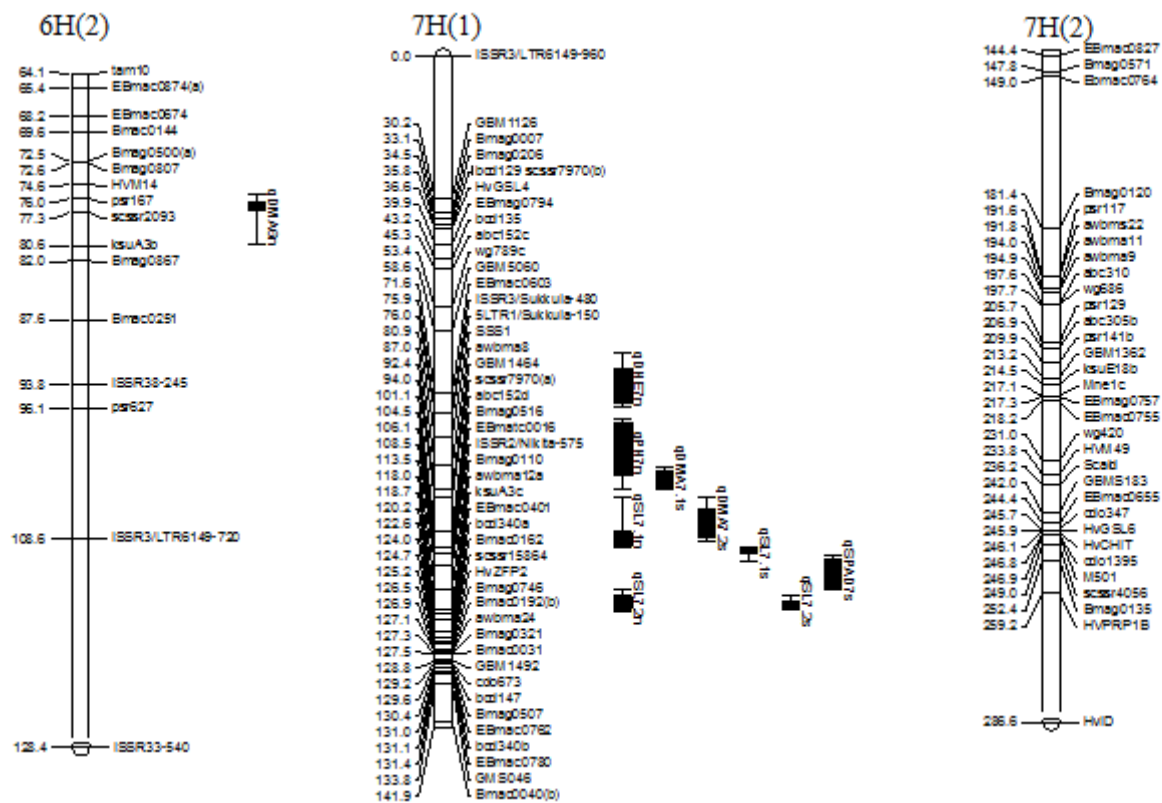 6H(2)
64.1 tam10
65.4 EBmac0874(a)
68.2 EBmac0674
69.6 Bmac0144
72.5 Bmag0500(a)
72.6 Bmag0807
74.6 HVM14
76.0 psr167
77.3 scssr2093
80.6 ksuA3b
82.0 Bmag0867
87.6 Bmac0251
93.8 ISSR38-245
96.1 psr627
108.6 ISSR3/LTR6149-720
128.4 ISSR33-540
7H(1)
0.0 ISSR3/LTR6149-960
30.2 GBM1126
33.1 Bmag0007
34.5 Bmag0206
35.8 bcd129 scssr7970(b)
36.6 HvGSL4
39.9 EBmag0794
43.2 bcd135
45.3 abc152c
53.4 wg789c
58.6 GBM5060
71.6 EBmac0603
75.9 ISSR3/Sukkula-480
76.0 5LTR1/Sukkula-150
80.9 SSS1
87.0 awbma8
92.4 GBM1464
94.0 scssr7970(a)
101.1 abc152d
104.5 Bmag0516
106.1 EBmatc0016
108.5 ISSR2/Nikita-575
113.5 Bmag0110
118.0 awbma12a
118.7 ksuA3c
120.2 EBmac0401
122.6 bcd340a
124.0 Bmac0162
124.7 scssr15864
125.2 HvZFP2
126.5 Bmag0746
126.9 Bmac0192(b)
127.1 awbma24
127.3 Bmag0321
127.5 Bmac0031
128.8 GBM1492
129.2 cdo673
129.6 bcd147
130.4 Bmag0507
131.0 EBmac0762
131.1 bcd340b
131.4 EBmac0780
133.8 GMS046
141.9 Bmac0040(b)
qDHE7n
qPH7n
qSL7.1n
qSL7.2n
qDMA7.1s
qDMA7.2s
qSL7.1s
qSL7.2s
qSPAD7s
7H(2)
144.4 EBmac0827
147.8 Bmag0571
149.0 Ebmac0764
181.4 Bmag0120
191.6 psr117
191.8 awbms22
194.0 awbma11
194.9 awbma9
197.6 abc310
197.7 wg686
205.7 psr129
206.9 abc305b
209.9 psr141b
213.2 GBM1362
214.5 ksuE18b
217.1 Mne1c
217.3 EBmag0757
218.2 EBmac0755
231.0 wg420
233.8 HVM49
236.2 Scald
242.0 GBMS183
244.4 EBmac0655
245.7 cdo347
245.9 HvGSL6
246.1 HvCHIT
246.8 cdo1395
246.9 M501
249.0 scssr4056
252.4 Bmag0135
259.2 HVPRP1B
286.6 HvID